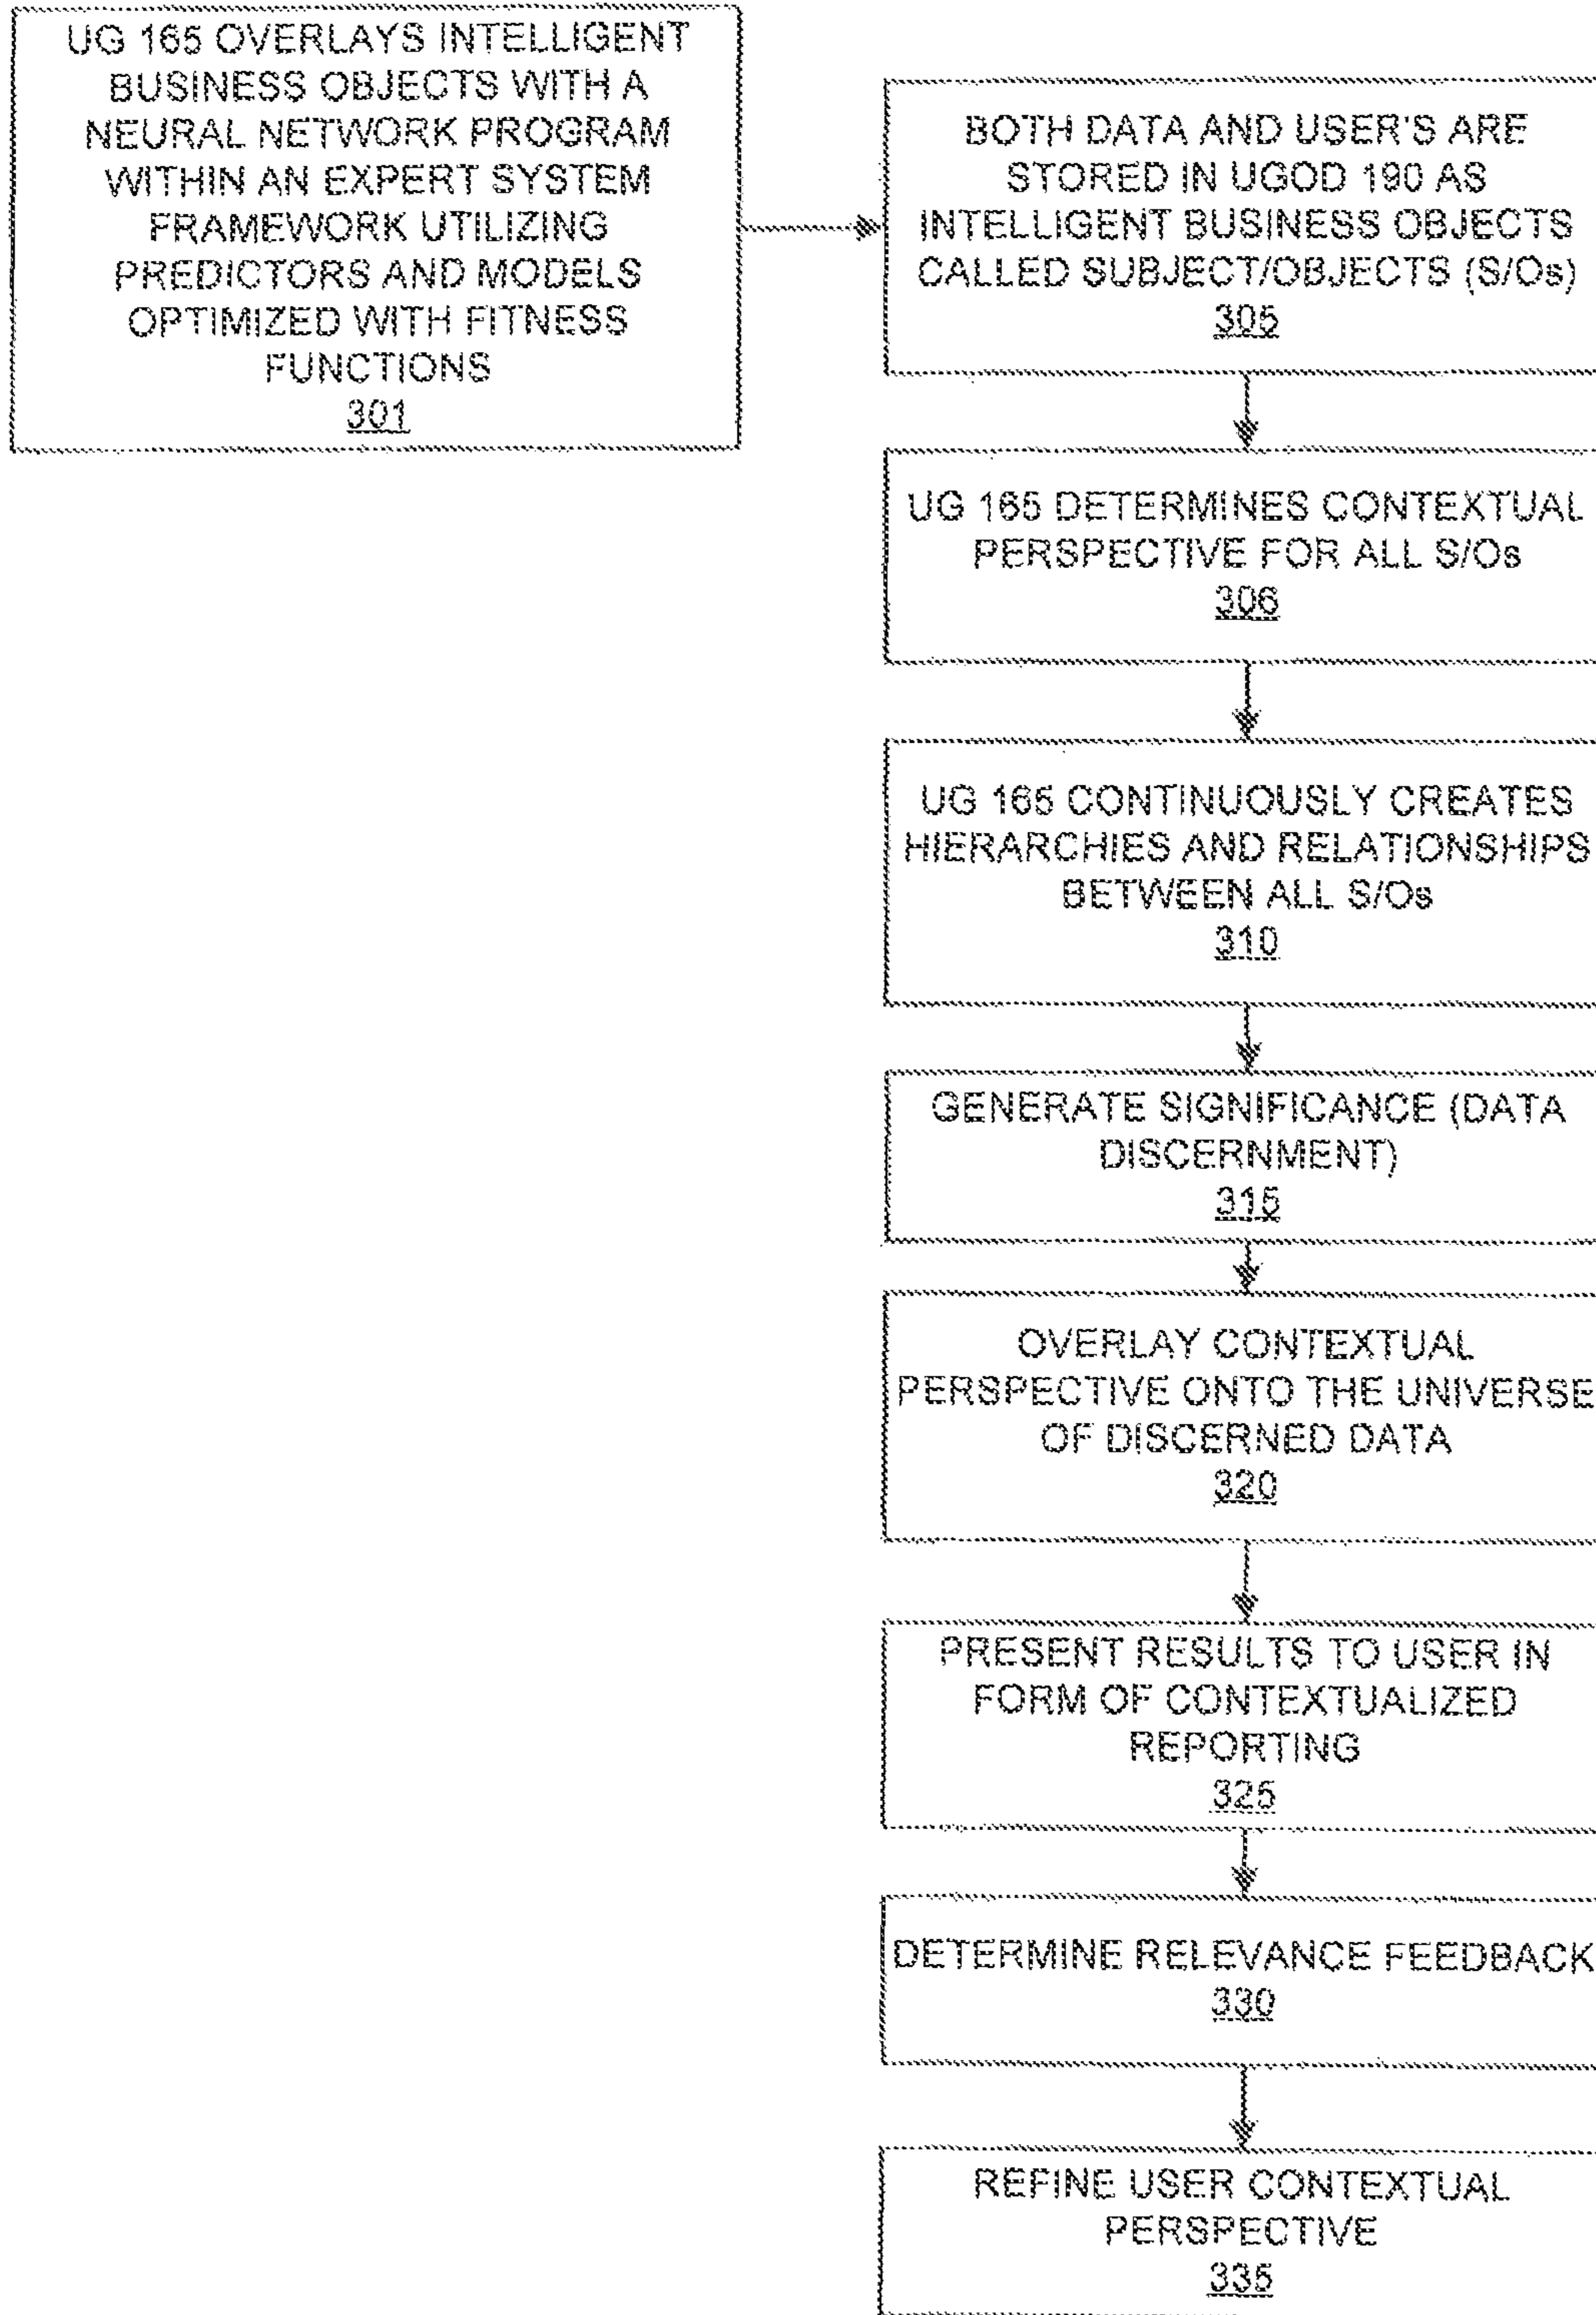 UG 165 OVERLAYS INTELLIGENT
BUSINESS OBJECTS WITH A
NEURAL NETWORK PROGRAM
WITHIN AN EXPERT SYSTEM
FRAMEWORK UTILIZING
PREDICTORS AND MODELS
OPTIMIZED WITH FITNESS
FUNCTIONS
301
BOTH DATA AND USER'S ARE
STORED IN UGOD 190 AS
INTELLIGENT BUSINESS OBJECTS
CALLED SUBJECT/OBJECTS (S/Os)
305
UG 165 DETERMINES CONTEXTUAL
PERSPECTIVE FOR ALL S/Os
306
UG 165 CONTINUOUSLY CREATES
HIERARCHIES AND RELATIONSHIPS
BETWEEN ALL S/Os
310
GENERATE SIGNIFICANCE (DATA
DISCERNMENT)
315
OVERLAY CONTEXTUAL
PERSPECTIVE ONTO THE UNIVERSE
OF DISCERNED DATA
320
PRESENT RESULTS TO USER IN
FORM OF CONTEXTUALIZED
REPORTING
325
DETERMINE RELEVANCE FEEDBACK
330
REFINE USER CONTEXTUAL
PERSPECTIVE
335